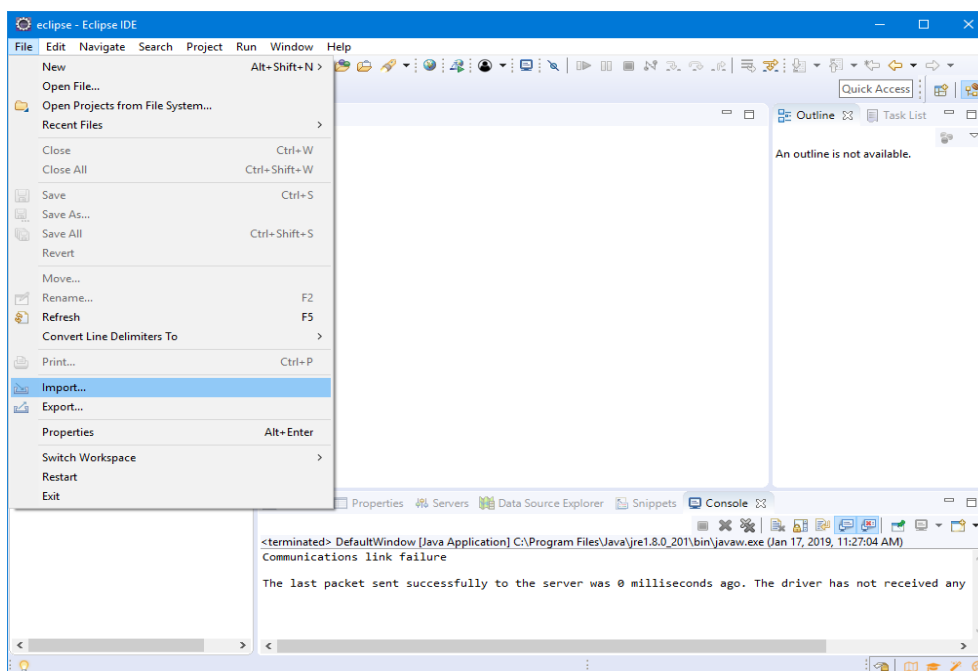 eclipse - Eclipse IDE
File Edit Navigate Search Project Run Window Help
New Alt+Shift+N >
Open File...
Open Projects from File System...
Recent Files >
Close Ctrl+W
Close All Ctrl+Shift+W
Save Ctrl+S
Save As...
Save All Ctrl+Shift+S
Revert
Move...
Rename... F2
Refresh F5
Convert Line Delimiters To >
Print... Ctrl+P
Import...
Export...
Properties Alt+Enter
Switch Workspace >
Restart
Exit
Quick Access
Outline Task List
An outline is not available.
Properties Servers Data Source Explorer Snippets Console
<terminated> DefaultWindow [Java Application] C:\Program Files\Java\jre1.8.0_201\bin\javaw.exe (Jan 17, 2019, 11:27:04 AM)
Communications link failure
The last packet sent successfully to the server was 0 milliseconds ago. The driver has not received any